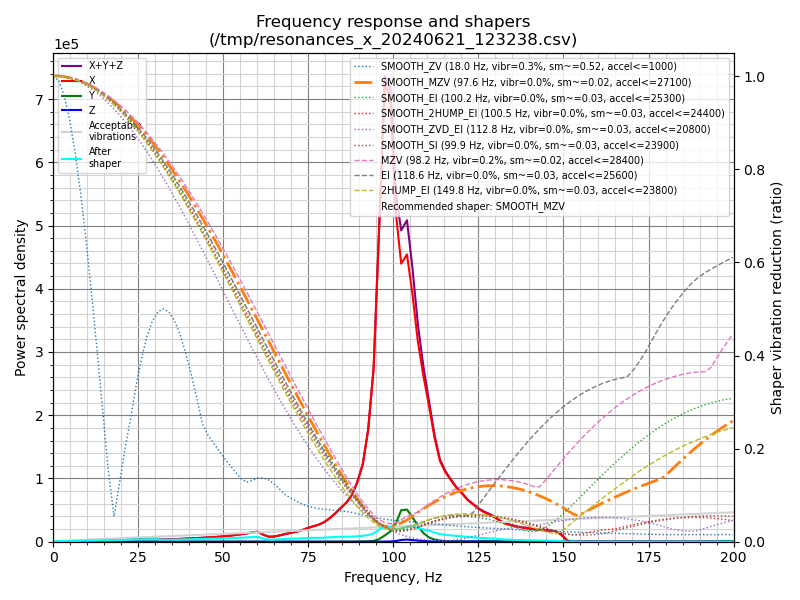 Frequency response and shapers
(/tmp/resonances_x_20240621_123238.csv)
1e5
X+Y+Z
X
Y
Z
Acceptable
vibrations
After
shaper
SMOOTH_ZV (18.0 Hz, vibr=0.3%, sm~=0.52, accel<=1000)
SMOOTH_MZV (97.6 Hz, vibr=0.0%, sm~=0.02, accel<=27100)
SMOOTH_EI (100.2 Hz, vibr=0.0%, sm~=0.03, accel<=25300)
SMOOTH_2HUMP_EI (100.5 Hz, vibr=0.0%, sm~=0.03, accel<=24400)
SMOOTH_ZVD_EI (112.8 Hz, vibr=0.0%, sm~=0.03, accel<=20800)
SMOOTH_SI (99.9 Hz, vibr=0.0%, sm~=0.03, accel<=23900)
MZV (98.2 Hz, vibr=0.2%, sm~=0.02, accel<=28400)
EI (118.6 Hz, vibr=0.0%, sm~=0.03, accel<=25600)
2HUMP_EI (149.8 Hz, vibr=0.0%, sm~=0.03, accel<=23800)
Recommended shaper: SMOOTH_MZV
Power spectral density
7
6
5
4
3
2
1
0
1.0
0.8
0.6
0.4
0.2
0.0
Shaper vibration reduction (ratio)
0 25 50 75 100 125 150 175 200
Frequency, Hz